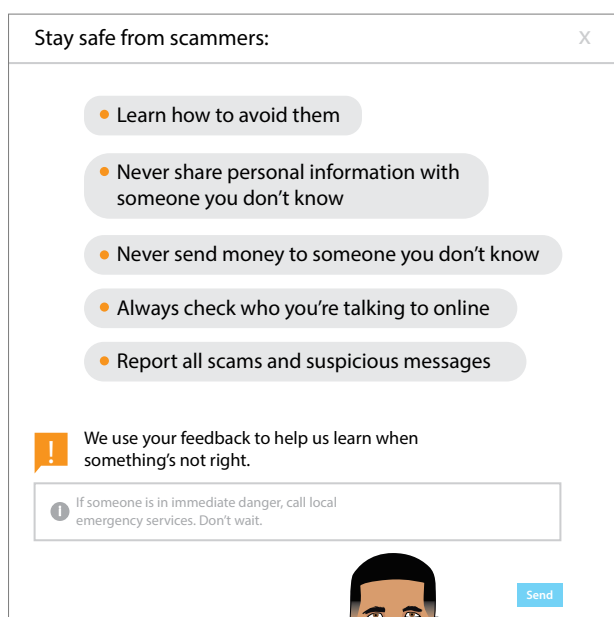 Stay safe from scammers:
X
• Learn how to avoid them
• Never share personal information with
someone you don’t know
• Never send money to someone you don’t know
• Always check who you’re talking to online
• Report all scams and suspicious messages
!
We use your feedback to help us learn when
something’s not right.
I
If someone is in immediate danger, call local
emergency services. Don’t wait.
Send